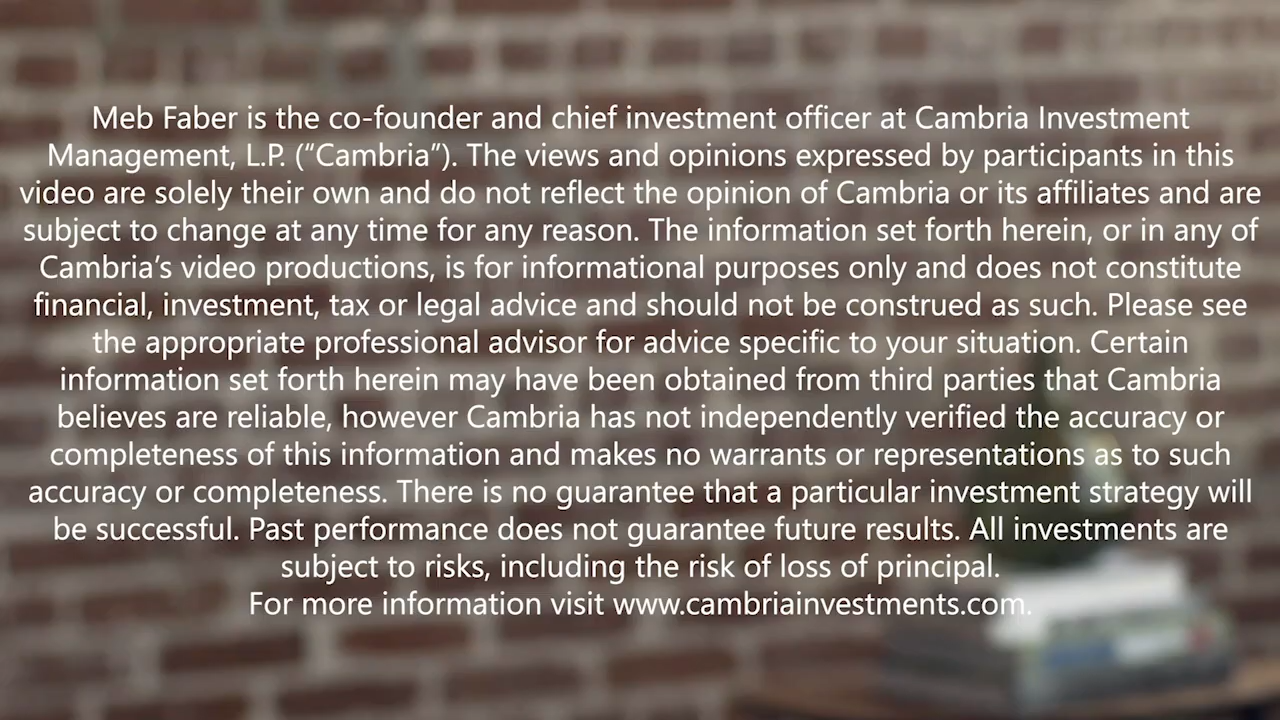 Meb Faber is the co-founder and chief investment officer at Cambria Investment
Management, L.P. (“Cambria”). The views and opinions expressed by participants in this
video are solely their own and do not reflect the opinion of Cambria or its affiliates and are
subject to change at any time for any reason. The information set forth herein, or in any of
Cambria’s video productions, is for informational purposes only and does not constitute
financial, investment, tax or legal advice and should not be construed as such. Please see
the appropriate professional advisor for advice specific to your situation. Certain
information set forth herein may have been obtained from third parties that Cambria
believes are reliable, however Cambria has not independently verified the accuracy or
completeness of this information and makes no warrants or representations as to such
accuracy or completeness. There is no guarantee that a particular investment strategy will
be successful. Past performance does not guarantee future results. All investments are
subject to risks, including the risk of loss of principal.
For more information visit www.cambriainvestments.com.